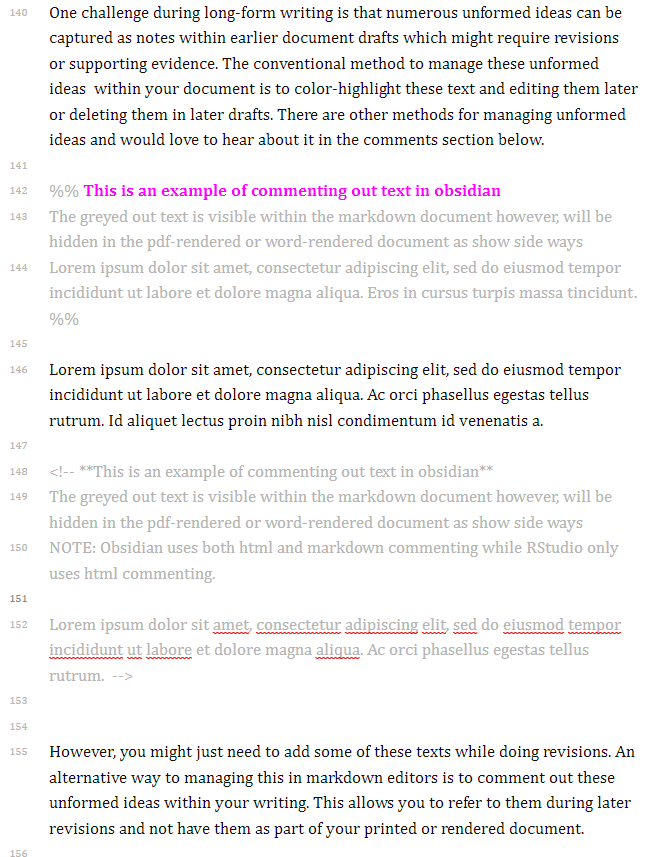 140 One challenge during long-form writing is that numerous unformed ideas can be
captured as notes within earlier document drafts which might require revisions
or supporting evidence. The conventional method to manage these unformed
ideas  within your document is to color-highlight these text and editing them later
or deleting them in later drafts. There are other methods for managing unformed
ideas and would love to hear about it in the comments section below.
141
142 %% This is an example of commenting out text in obsidian
143 The greyed out text is visible within the markdown document however, will be
hidden in the pdf-rendered or word-rendered document as show side ways
144 Lorem ipsum dolor sit amet, consectetur adipiscing elit, sed do eiusmod tempor
incididunt ut labore et dolore magna aliqua. Eros in cursus turpis massa tincidunt.
%%
145
146 Lorem ipsum dolor sit amet, consectetur adipiscing elit, sed do eiusmod tempor
incididunt ut labore et dolore magna aliqua. Ac orci phasellus egestas tellus
rutrum. Id aliquet lectus proin nibh nisl condimentum id venenatis a.
147
148 <!-- **This is an example of commenting out text in obsidian**
149 The greyed out text is visible within the markdown document however, will be
hidden in the pdf-rendered or word-rendered document as show side ways
150 NOTE: Obsidian uses both html and markdown commenting while RStudio only
uses html commenting.
151
152 Lorem ipsum dolor sit amet, consectetur adipiscing elit, sed do eiusmod tempor
incididunt ut labore et dolore magna aliqua. Ac orci phasellus egestas tellus
rutrum.  -->
153
154
155 However, you might just need to add some of these texts while doing revisions. An
alternative way to managing this in markdown editors is to comment out these
unformed ideas within your writing. This allows you to refer to them during later
revisions and not have them as part of your printed or rendered document.
156